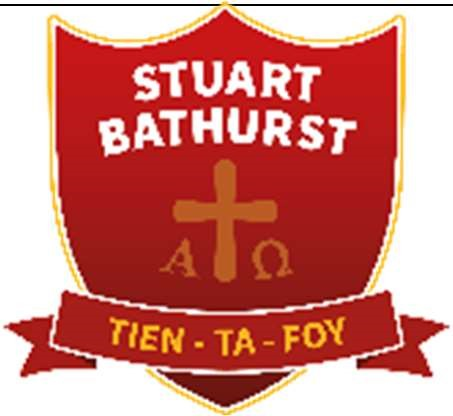 STUART
BATHURST
Α Ω
TIEN - TA - FOY